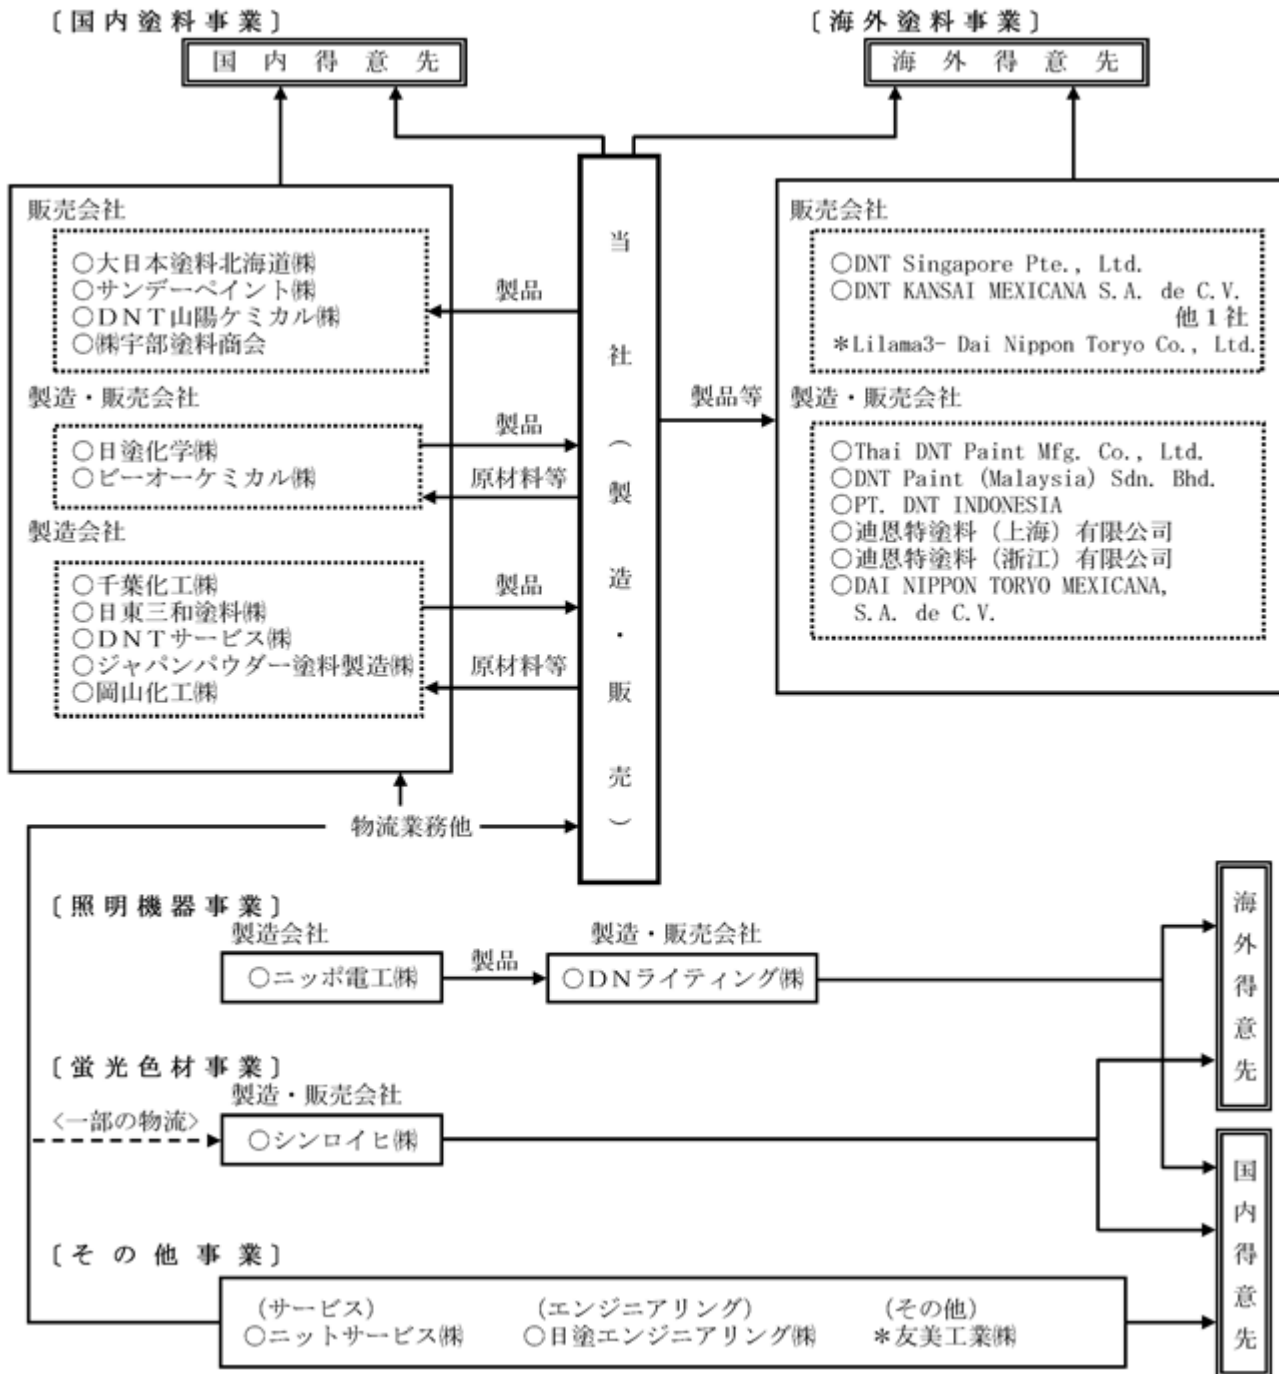 〔国内塗料事業〕
国内得意先
〔海外塗料事業〕
海外得意先
販売会社
○大日本塗料北海道㈱
○サンデーペイント㈱
○ＤＮＴ山陽ケミカル㈱
○㈱宇部塗料商会
製造・販売会社
○日塗化学㈱
○ビーオーケミカル㈱
製造会社
○千葉化工㈱
○日東三和塗料㈱
○ＤＮＴサービス㈱
○ジャパンパウダー塗料製造㈱
○岡山化工㈱
製品
製品
原材料等
製品
原材料等
当社（製造・販売）
製品等
販売会社
○DNT Singapore Pte., Ltd.
○DNT KANSAI MEXICANA S.A. de C.V.
他１社
＊Lilama3- Dai Nippon Toryo Co., Ltd.
製造・販売会社
○Thai DNT Paint Mfg. Co., Ltd.
○DNT Paint (Malaysia) Sdn. Bhd.
○PT. DNT INDONESIA
○迪恩特塗料（上海）有限公司
○迪恩特塗料（浙江）有限公司
○DAI NIPPON TORYO MEXICANA,
S.A. de C.V.
物流業務他
〔照明機器事業〕
製造会社
○ニッポ電工㈱
製品
製造・販売会社
○ＤＮライティング㈱
海外得意先
〔蛍光色材事業〕
製造・販売会社
<一部の物流>
○シンロイヒ㈱
国内得意先
〔その他事業〕
（サービス） （エンジニアリング） （その他）
○ニットサービス㈱ ○日塗エンジニアリング㈱ ＊友美工業㈱